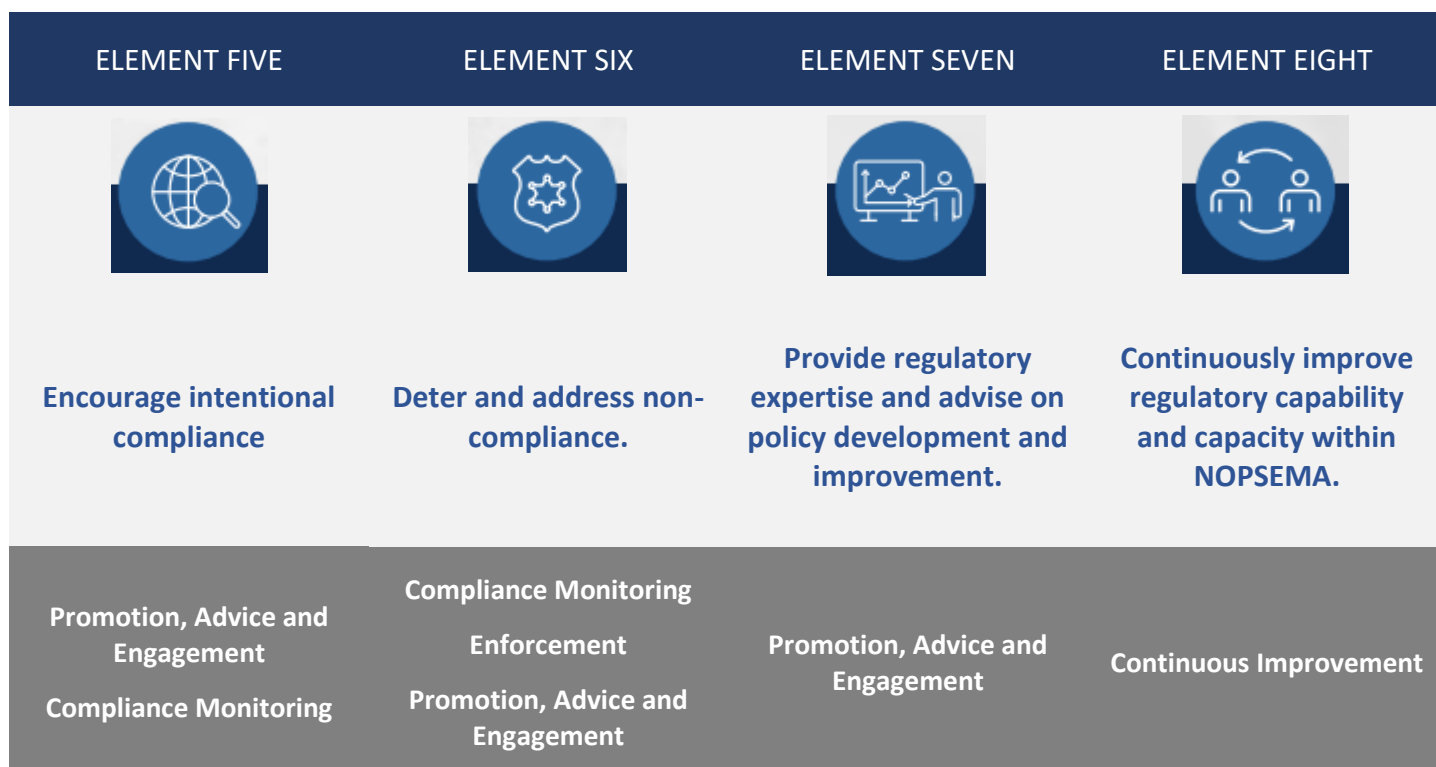 ELEMENT FIVE
ELEMENT SIX
ELEMENT SEVEN
ELEMENT EIGHT
Encourage intentional
compliance
Deter and address non-
compliance.
Provide regulatory
expertise and advise on
policy development and
improvement.
Continuously improve
regulatory capability
and capacity within
NOPSEMA.
Promotion, Advice and
Engagement
Compliance Monitoring
Compliance Monitoring
Enforcement
Promotion, Advice and
Engagement
Promotion, Advice and
Engagement
Continuous Improvement